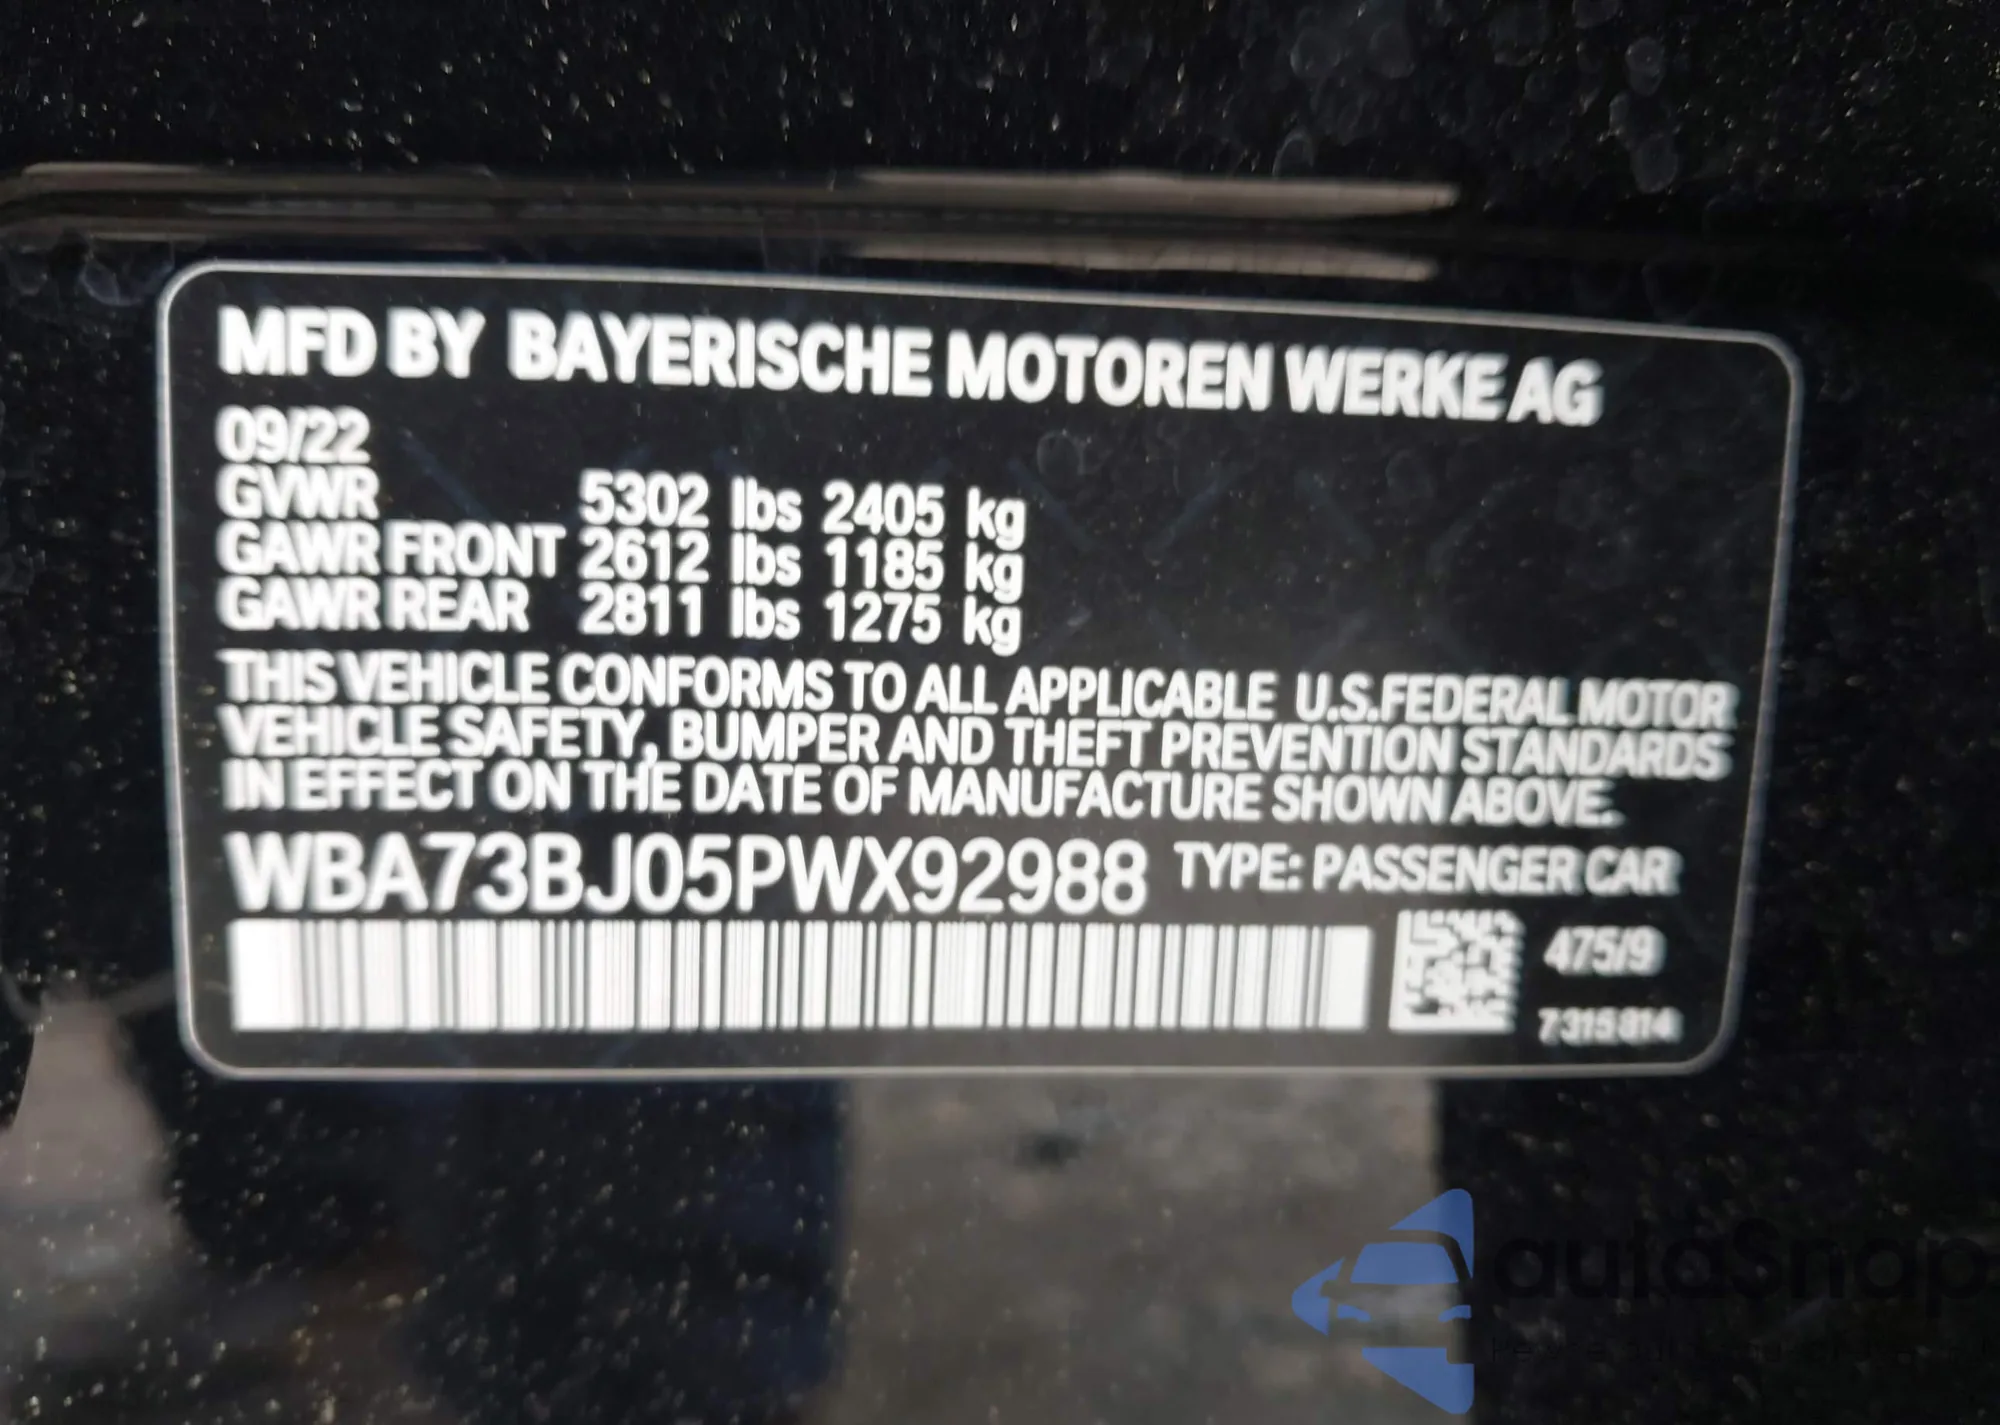 MFD BY BAYERISCHE MOTOREN WERKE AG
09/22
GVWR 5302 lbs 2405 kg
GAWR FRONT 2612 lbs 1185 kg
GAWR REAR 2811 lbs 1275 kg
THIS VEHICLE CONFORMS TO ALL APPLICABLE U.S.FEDERAL MOTOR
VEHICLE SAFETY, BUMPER AND THEFT PREVENTION STANDARDS
IN EFFECT ON THE DATE OF MANUFACTURE SHOWN ABOVE.
WBA73BJ05PWX92988 TYPE: PASSENGER CAR
475/9
7315814
autoSnap